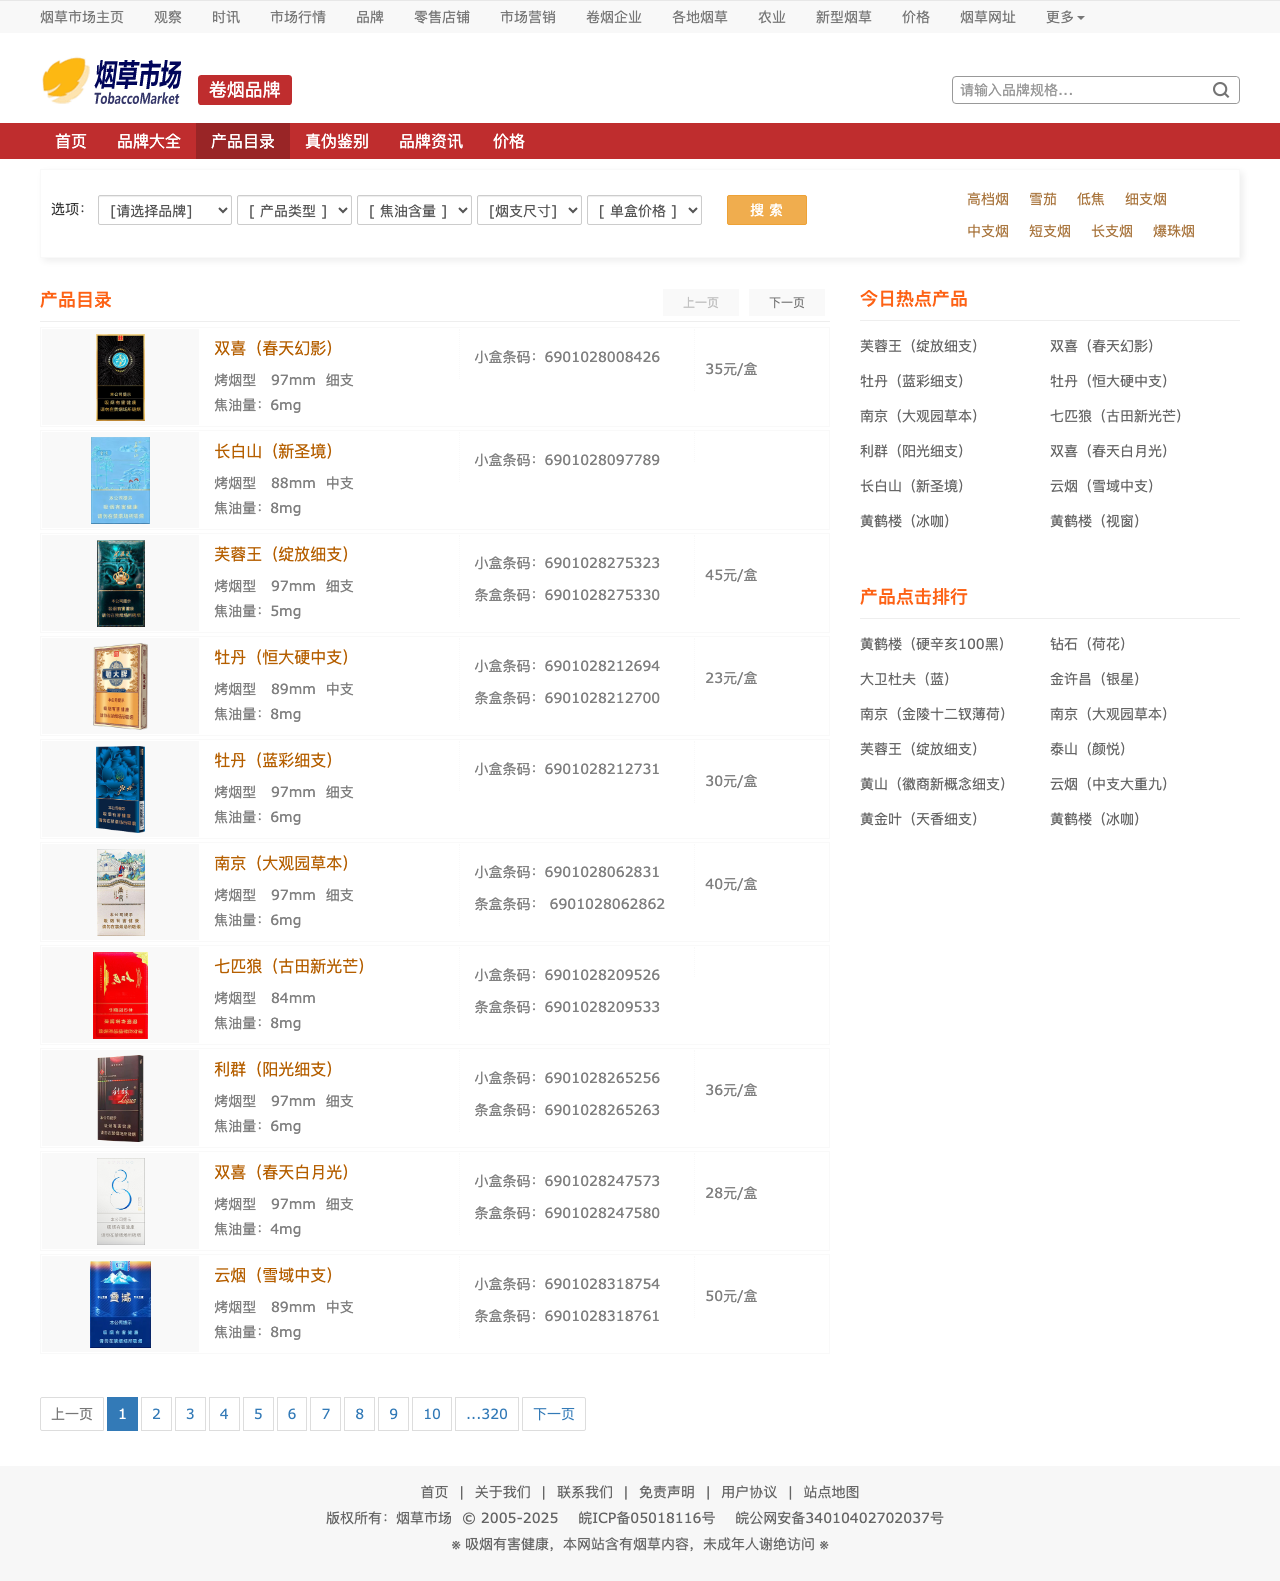 烟草市场主页 观察 时讯 市场行情 品牌 零售店铺 市场营销 卷烟企业 各地烟草 农业 新型烟草 价格 烟草网址 更多
烟草市场
TobaccoMarket
卷烟品牌
请输入品牌规格...
首页 品牌大全 产品目录 真伪鉴别 品牌资讯 价格
选项： [请选择品牌] [ 产品类型 ] [ 焦油含量 ] [烟支尺寸] [ 单盒价格 ] 搜 索
高档烟 雪茄 低焦 细支烟
中支烟 短支烟 长支烟 爆珠烟
产品目录 上一页 下一页
双喜（春天幻影）
烤烟型 97mm 细支
焦油量：6mg
小盒条码：6901028008426
35元/盒
长白山（新圣境）
烤烟型 88mm 中支
焦油量：8mg
小盒条码：6901028097789
芙蓉王（绽放细支）
烤烟型 97mm 细支
焦油量：5mg
小盒条码：6901028275323
条盒条码：6901028275330
45元/盒
牡丹（恒大硬中支）
烤烟型 89mm 中支
焦油量：8mg
小盒条码：6901028212694
条盒条码：6901028212700
23元/盒
牡丹（蓝彩细支）
烤烟型 97mm 细支
焦油量：6mg
小盒条码：6901028212731
30元/盒
南京（大观园草本）
烤烟型 97mm 细支
焦油量：6mg
小盒条码：6901028062831
条盒条码： 6901028062862
40元/盒
七匹狼（古田新光芒）
烤烟型 84mm
焦油量：8mg
小盒条码：6901028209526
条盒条码：6901028209533
利群（阳光细支）
烤烟型 97mm 细支
焦油量：6mg
小盒条码：6901028265256
条盒条码：6901028265263
36元/盒
双喜（春天白月光）
烤烟型 97mm 细支
焦油量：4mg
小盒条码：6901028247573
条盒条码：6901028247580
28元/盒
云烟（雪域中支）
烤烟型 89mm 中支
焦油量：8mg
小盒条码：6901028318754
条盒条码：6901028318761
50元/盒
今日热点产品
芙蓉王（绽放细支） 双喜（春天幻影）
牡丹（蓝彩细支） 牡丹（恒大硬中支）
南京（大观园草本） 七匹狼（古田新光芒）
利群（阳光细支） 双喜（春天白月光）
长白山（新圣境） 云烟（雪域中支）
黄鹤楼（冰咖） 黄鹤楼（视窗）
产品点击排行
黄鹤楼（硬辛亥100黑） 钻石（荷花）
大卫杜夫（蓝） 金许昌（银星）
南京（金陵十二钗薄荷） 南京（大观园草本）
芙蓉王（绽放细支） 泰山（颜悦）
黄山（徽商新概念细支） 云烟（中支大重九）
黄金叶（天香细支） 黄鹤楼（冰咖）
上一页 1 2 3 4 5 6 7 8 9 10 ...320 下一页
首页 | 关于我们 | 联系我们 | 免责声明 | 用户协议 | 站点地图
版权所有：烟草市场 © 2005-2025 皖ICP备05018116号 皖公网安备34010402702037号
※ 吸烟有害健康，本网站含有烟草内容，未成年人谢绝访问 ※